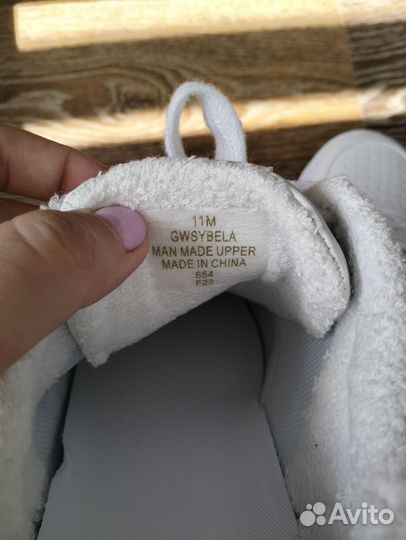 11M
GWSYBELA
MAN MADE UPPER
MADE IN CHINA
654
F23
Avito